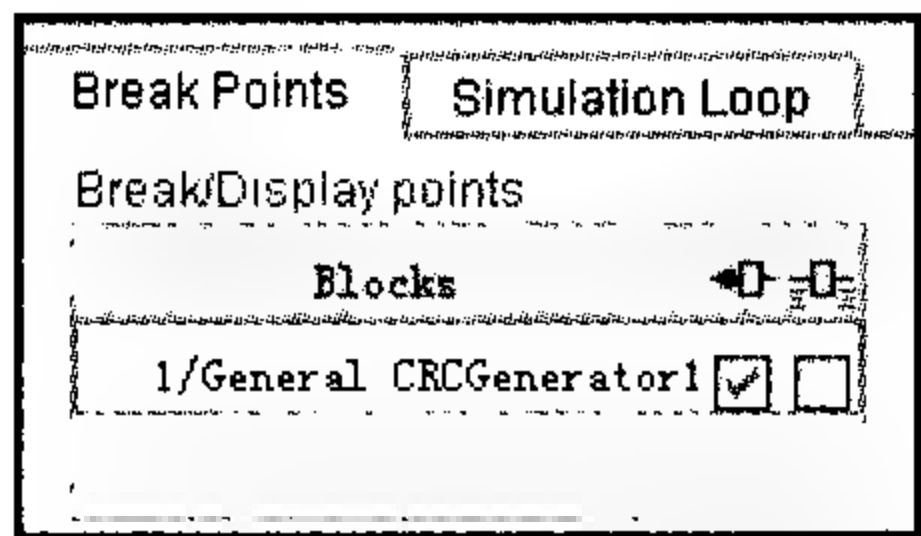 Break Points Simulation Loop
Break/Display points
Blocks
1/General CRCGenerator1